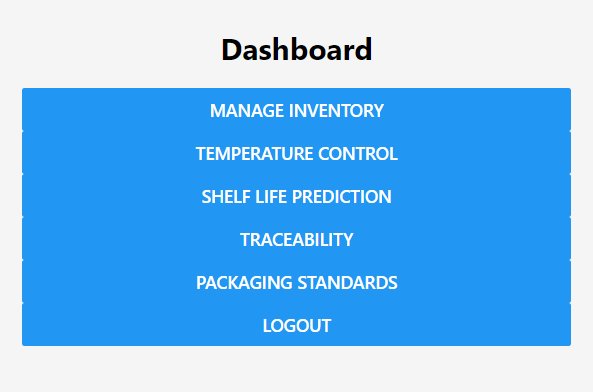 Dashboard
MANAGE INVENTORY
TEMPERATURE CONTROL
SHELF LIFE PREDICTION
TRACEABILITY
PACKAGING STANDARDS
LOGOUT